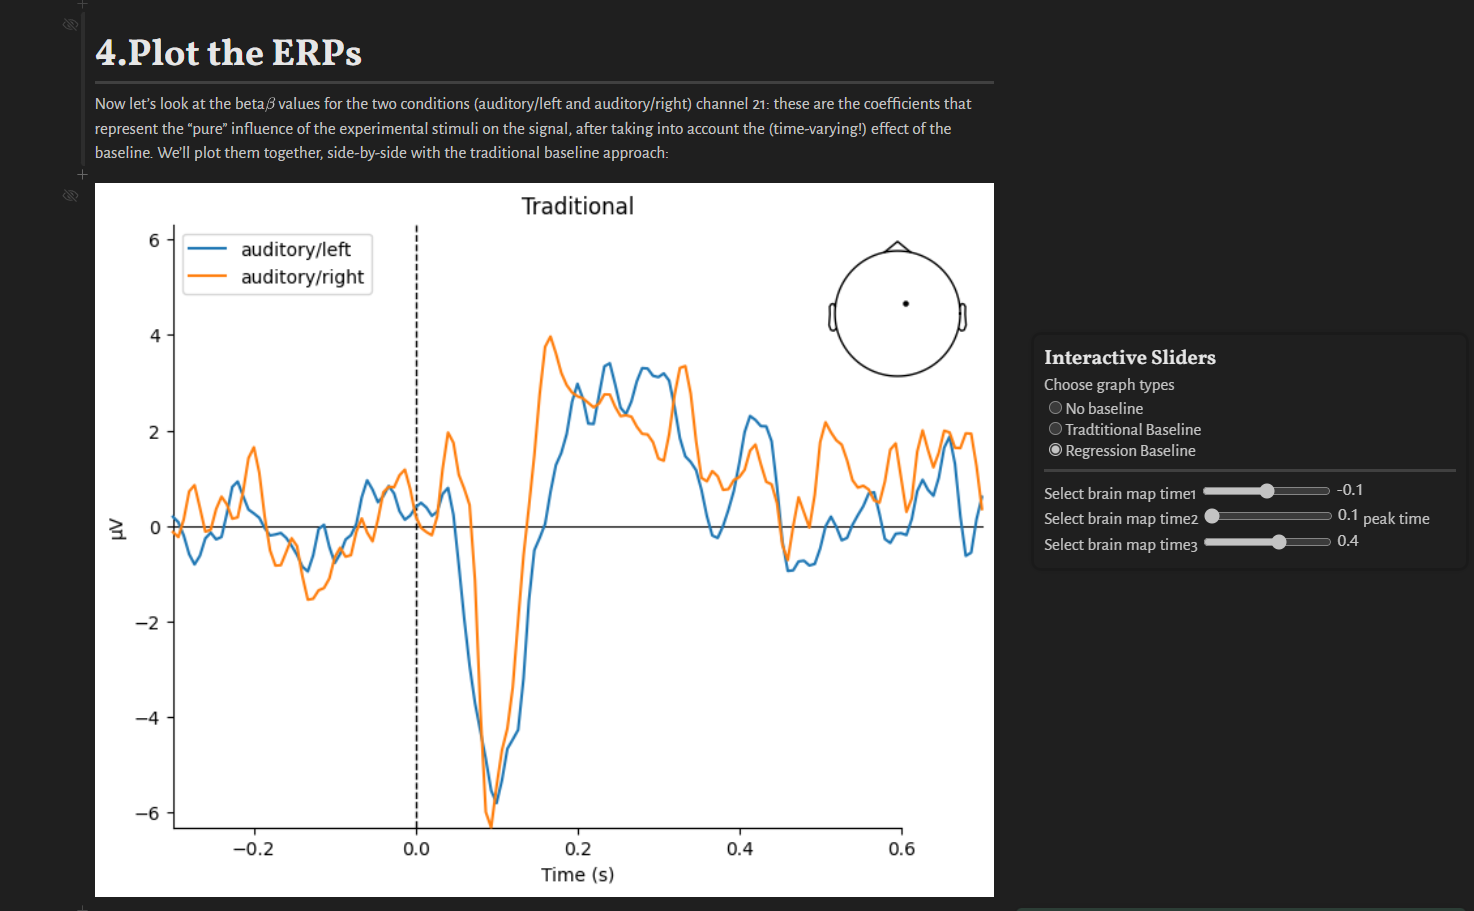 4.Plot the ERPs
Now let's look at the beta β values for the two conditions (auditory/left and auditory/right) channel 21: these are the coefficients that
represent the “pure” influence of the experimental stimuli on the signal, after taking into account the (time-varying!) effect of the
baseline. We'll plot them together, side-by-side with the traditional baseline approach:
Traditional
auditory/left
auditory/right
6
4
2
0
−2
−4
−6
µV
−0.2
0.0
0.2
0.4
0.6
Time (s)
Interactive Sliders
Choose graph types
No baseline
Tradtitional Baseline
Regression Baseline
Select brain map time1 -0.1
Select brain map time2 0.1 peak time
Select brain map time3 0.4